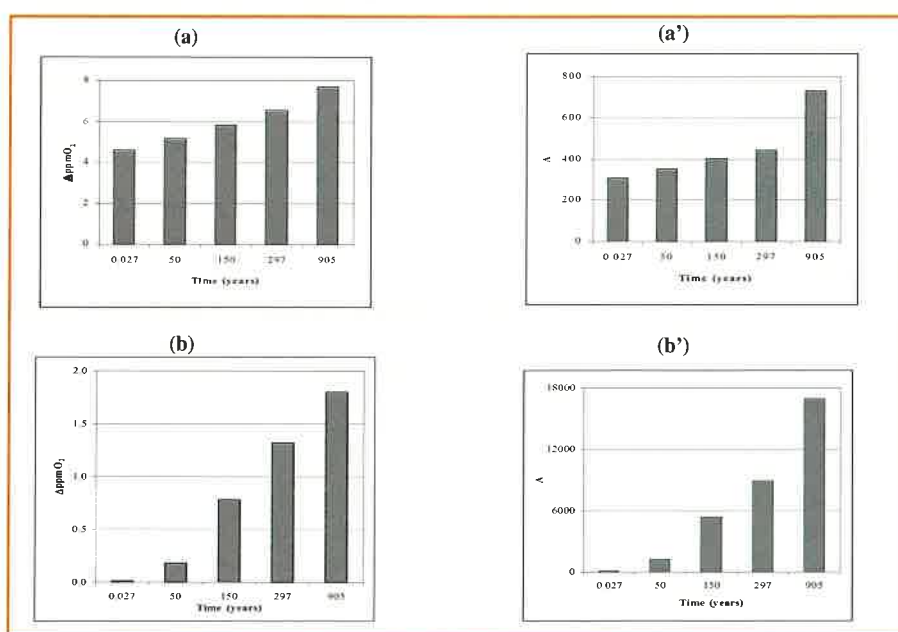 (a)
8
6
4
2
0
ΔppmO₂
0.027 50 150 297 905
Time (years)
(a')
800
600
400
200
0
A
0.027 50 150 297 905
Time (years)
(b)
2.0
1.5
1.0
0.5
0.0
ΔppmO₂
0.027 50 150 297 905
Time (years)
(b')
18000
12000
6000
0
A
0.027 50 150 297 905
Time (years)